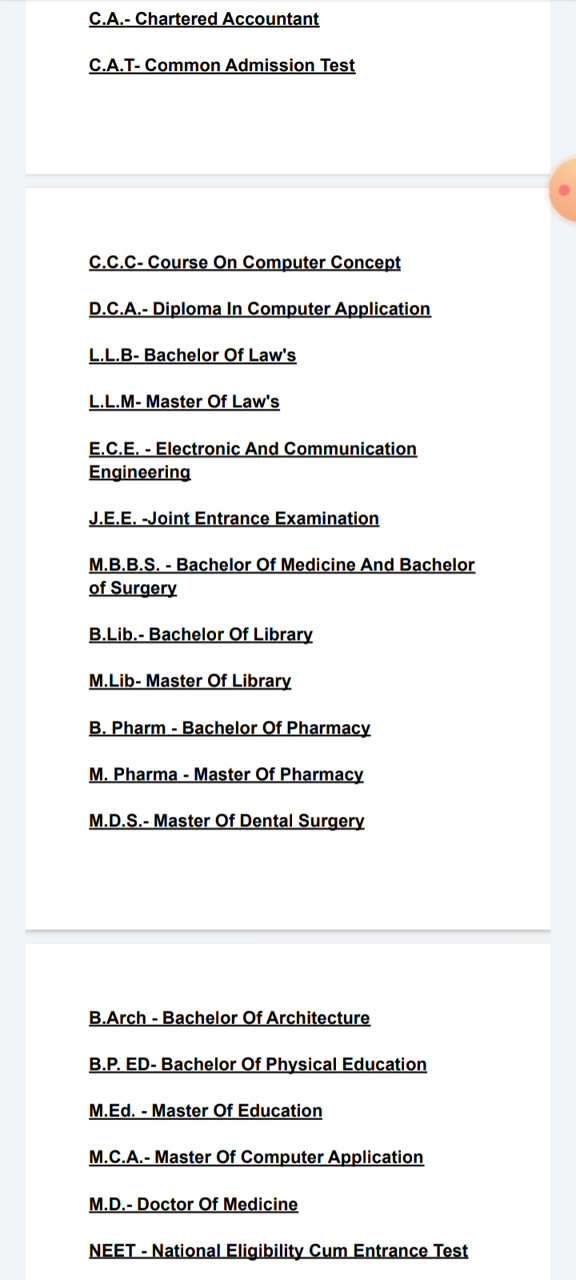 C.A.- Chartered Accountant
C.A.T- Common Admission Test
C.C.C- Course On Computer Concept
D.C.A.- Diploma In Computer Application
L.L.B- Bachelor Of Law's
L.L.M- Master Of Law's
E.C.E. - Electronic And Communication
Engineering
J.E.E. -Joint Entrance Examination
M.B.B.S. - Bachelor Of Medicine And Bachelor
of Surgery
B.Lib.- Bachelor Of Library
M.Lib- Master Of Library
B. Pharm - Bachelor Of Pharmacy
M. Pharma - Master Of Pharmacy
M.D.S.- Master Of Dental Surgery
B.Arch - Bachelor Of Architecture
B.P. ED- Bachelor Of Physical Education
M.Ed. - Master Of Education
M.C.A.- Master Of Computer Application
M.D.- Doctor Of Medicine
NEET - National Eligibility Cum Entrance Test